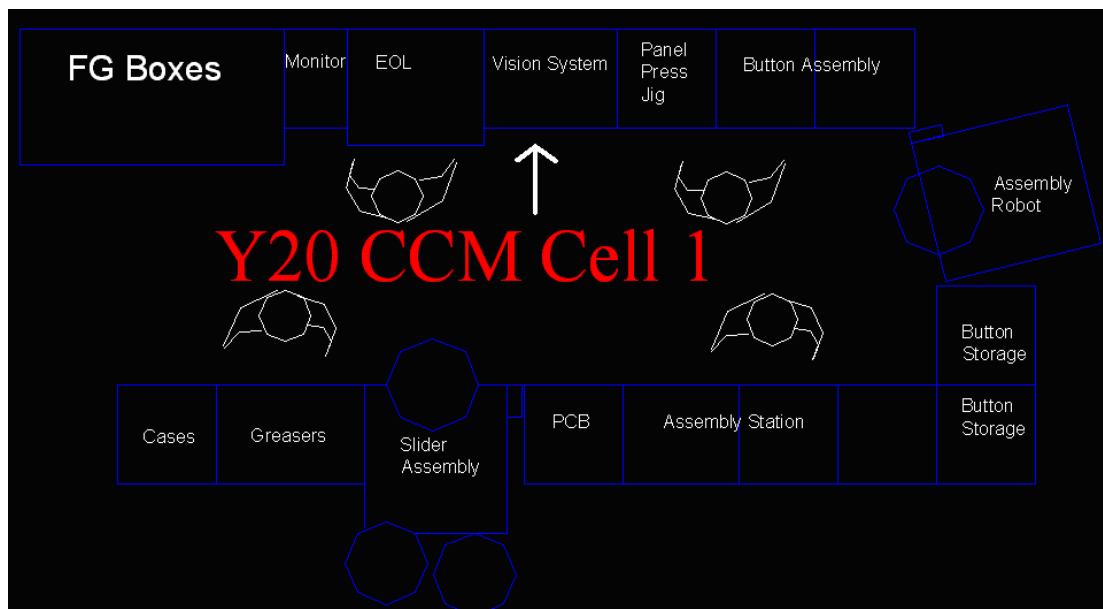 FG Boxes
Monitor
EOL
Vision System
Panel
Press
Jig
Button Assembly
Assembly
Robot
Y20 CCM Cell 1
Button
Storage
Cases
Greasers
Slider
Assembly
PCB
Assembly Station
Button
Storage